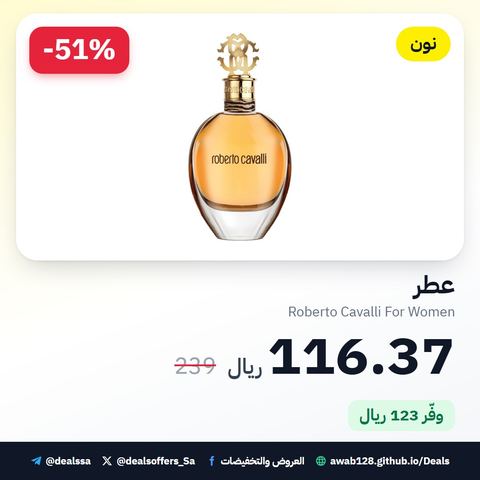 -51%
نون
roberto cavalli
عطر
Roberto Cavalli For Women
116.37 ريال 239
وفّر 123 ريال
@dealssa @dealsoffers_Sa العروض والتخفيضات awab128.github.io/Deals